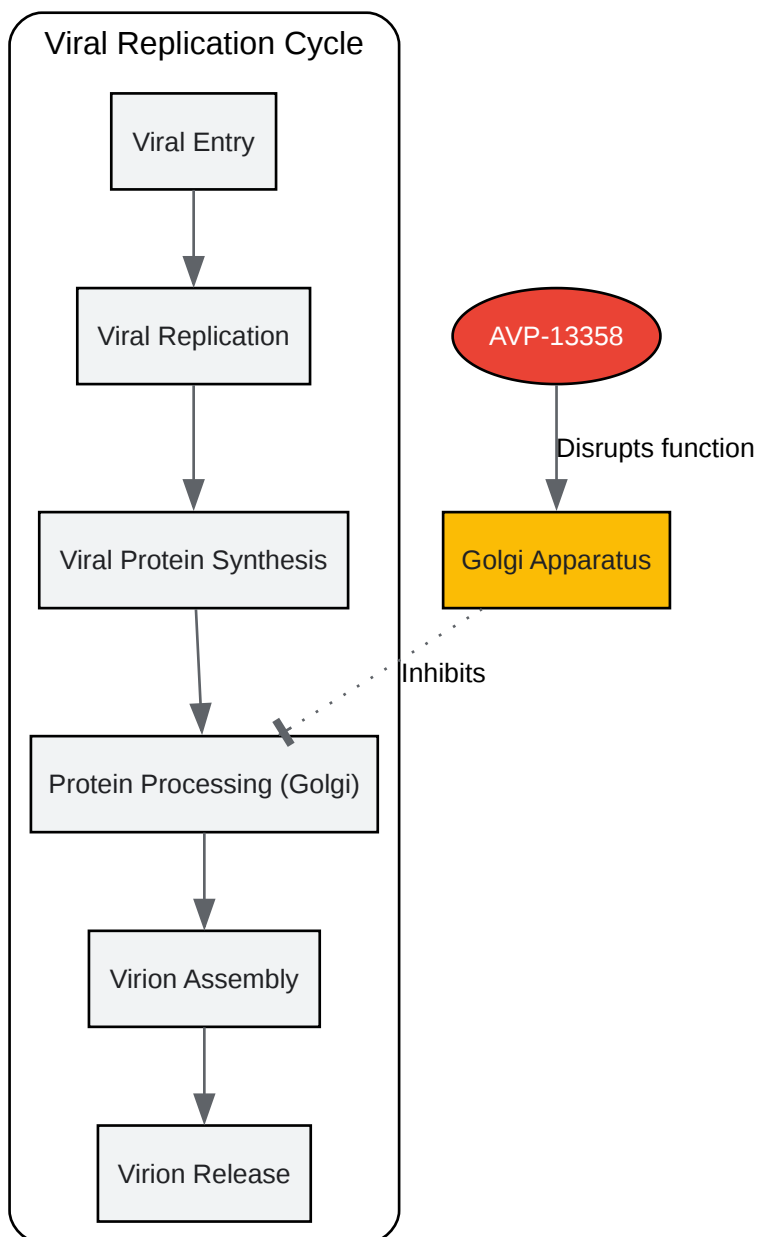 Viral Replication Cycle
Viral Entry
Viral Replication
AVP-13358
Disrupts function
Viral Protein Synthesis
Golgi Apparatus
Inhibits
Protein Processing (Golgi)
Virion Assembly
Virion Release